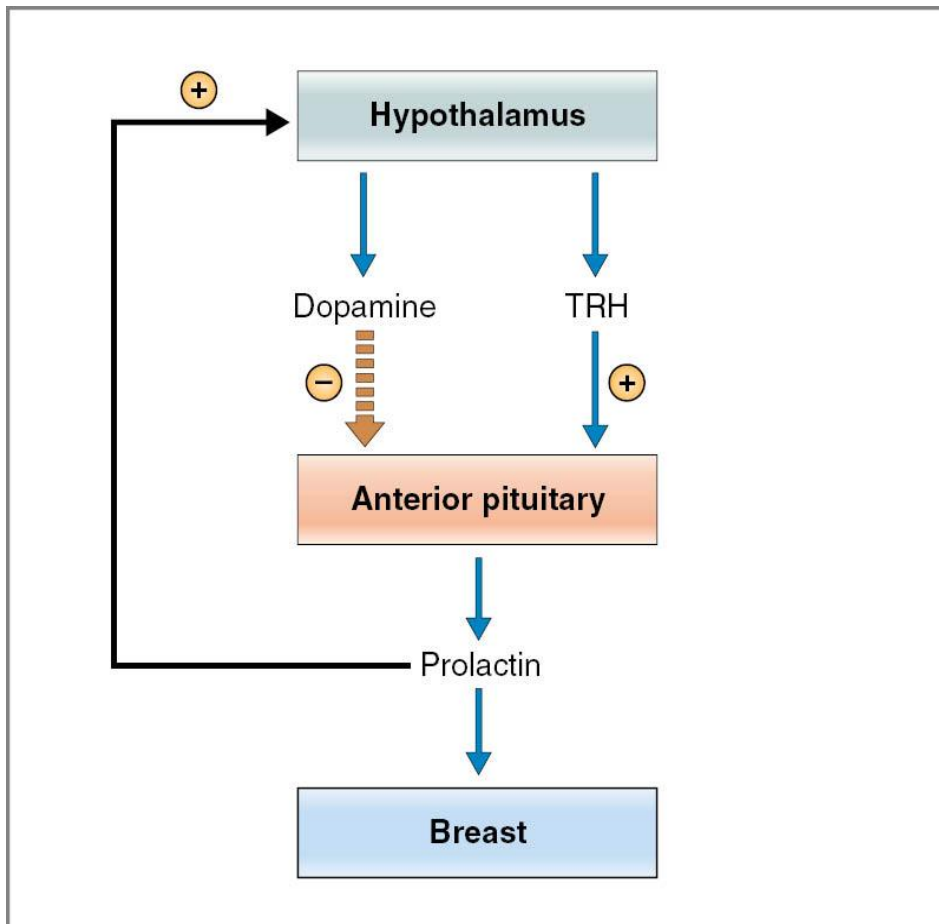 +
Hypothalamus
Dopamine TRH
− +
Anterior pituitary
Prolactin
Breast